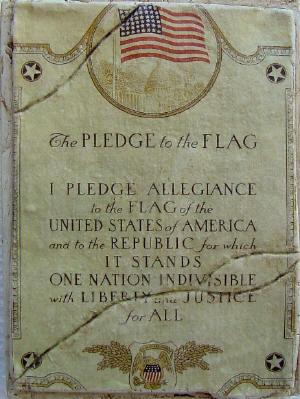 The PLEDGE to the FLAG
I PLEDGE ALLEGIANCE
to the FLAG of the
UNITED STATES of AMERICA
and to the REPUBLIC for which
IT STANDS
ONE NATION INDIVISIBLE
with LIBERTY and JUSTICE
for ALL